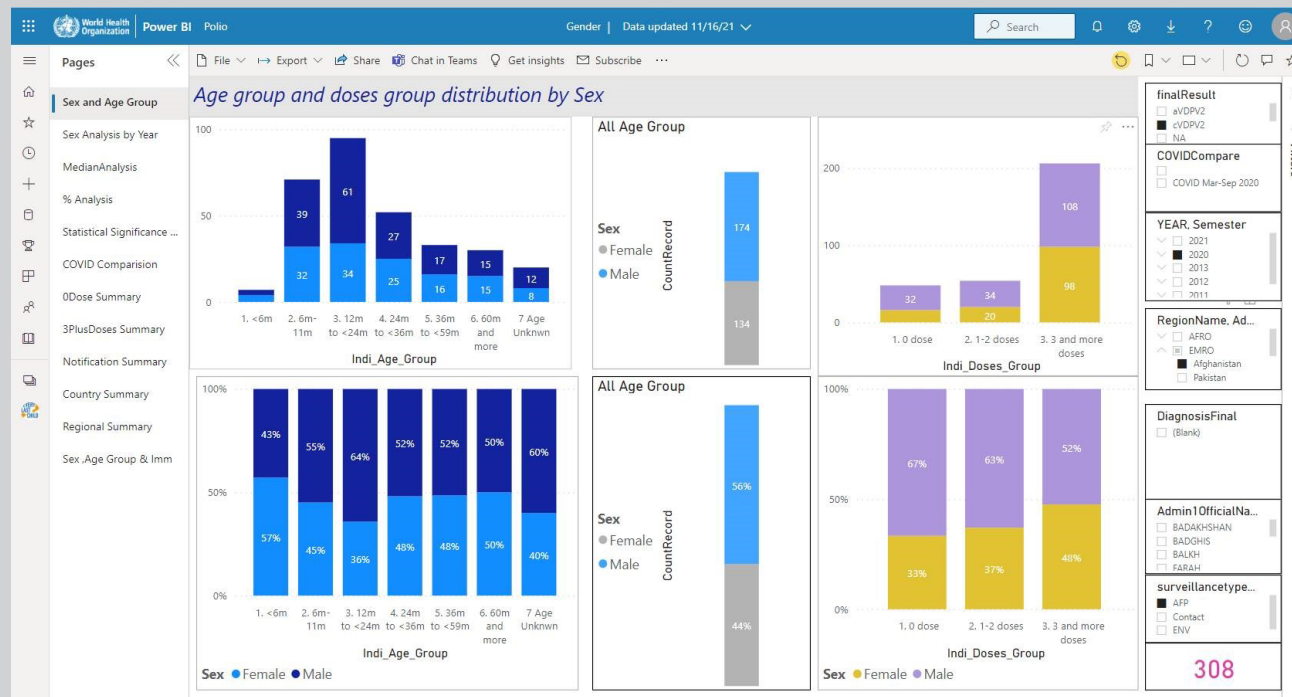 World Health
Organization
Power BI Polio
Gender | Data updated 11/16/21
Search
Pages
File Export Share Chat in Teams Get insights Subscribe ...
Sex and Age Group
Sex Analysis by Year
MedianAnalysis
% Analysis
Statistical Significance ...
COVID Comparision
0Dose Summary
3PlusDoses Summary
Notification Summary
Country Summary
Regional Summary
Sex ,Age Group & Imm
Age group and doses group distribution by Sex
100
50
0
39
32
61
34
27
25
17
16
15
15
12
8
1. <6m
2. 6m-
11m
3. 12m
to <24m
4. 24m
to <36m
5. 36m
to <59m
6. 60m
and
more
7 Age
Unknwn
Indi_Age_Group
All Age Group
Sex
Female
Male
CountRecord
174
134
200
100
0
32
34
20
108
98
1. 0 dose
2. 1-2 doses
3. 3 and more
doses
Indi_Doses_Group
100%
50%
0%
43%
57%
55%
45%
64%
36%
52%
48%
52%
48%
50%
50%
60%
40%
1. <6m
2. 6m-
11m
3. 12m
to <24m
4. 24m
to <36m
5. 36m
to <59m
6. 60m
and
more
7 Age
Unknwn
Indi_Age_Group
Sex Female Male
All Age Group
Sex
Female
Male
CountRecord
56%
44%
100%
50%
0%
67%
33%
63%
37%
52%
48%
1. 0 dose
2. 1-2 doses
3. 3 and more
doses
Indi_Doses_Group
Sex Female Male
finalResult
aVDPV2
cVDPV2
NA
COVIDCompare
COVID Mar-Sep 2020
YEAR, Semester
2021
2020
2013
2012
2011
RegionName, Ad...
AFRO
EMRO
Afghanistan
Pakistan
DiagnosisFinal
(Blank)
Admin1OfficialNa...
BADAKHSHAN
BADGHIS
BALKH
FARAH
surveillancetype...
AFP
Contact
ENV
308